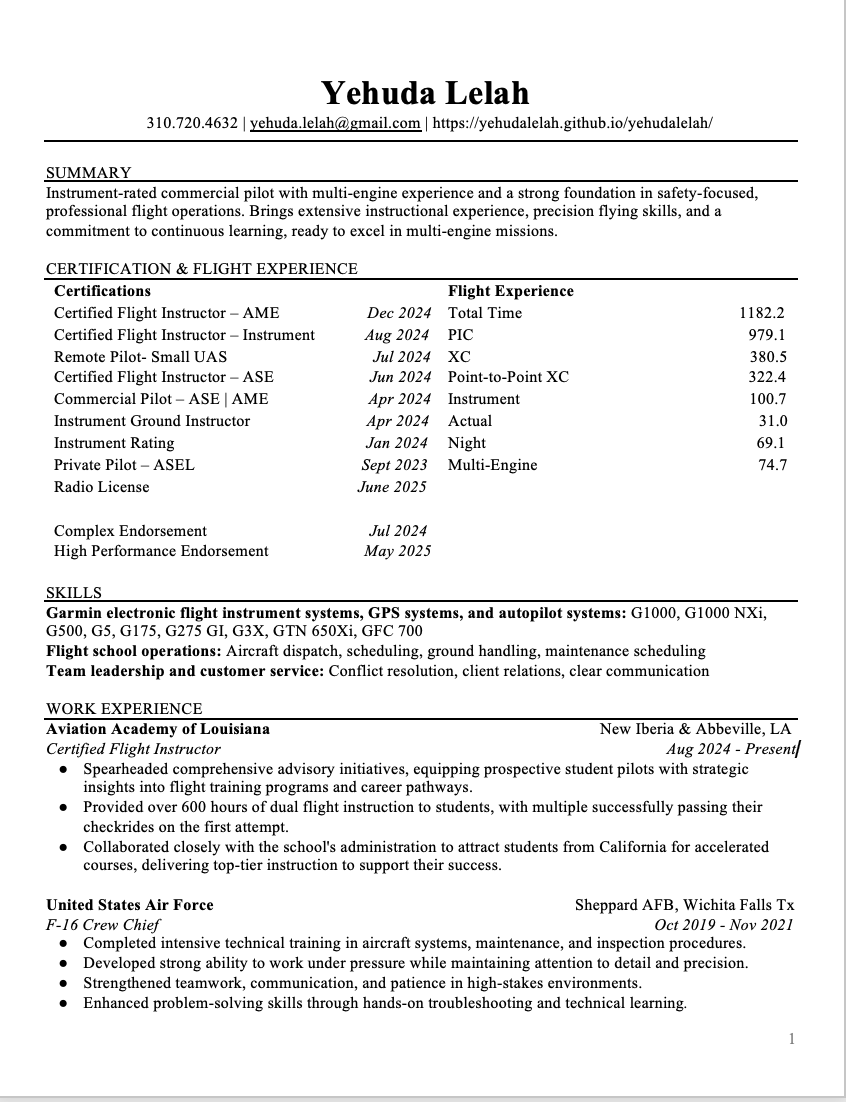 Yehuda Lelah
310.720.4632 | yehuda.lelah@gmail.com | https://yehudalelah.github.io/yehudalelah/
SUMMARY
Instrument-rated commercial pilot with multi-engine experience and a strong foundation in safety-focused,
professional flight operations. Brings extensive instructional experience, precision flying skills, and a
commitment to continuous learning, ready to excel in multi-engine missions.
CERTIFICATION & FLIGHT EXPERIENCE
Certifications Flight Experience
Certified Flight Instructor – AME Dec 2024 Total Time 1182.2
Certified Flight Instructor – Instrument Aug 2024 PIC 979.1
Remote Pilot- Small UAS Jul 2024 XC 380.5
Certified Flight Instructor – ASE Jun 2024 Point-to-Point XC 322.4
Commercial Pilot – ASE | AME Apr 2024 Instrument 100.7
Instrument Ground Instructor Apr 2024 Actual 31.0
Instrument Rating Jan 2024 Night 69.1
Private Pilot – ASEL Sept 2023 Multi-Engine 74.7
Radio License June 2025
Complex Endorsement Jul 2024
High Performance Endorsement May 2025
SKILLS
Garmin electronic flight instrument systems, GPS systems, and autopilot systems: G1000, G1000 NXi,
G500, G5, G175, G275 GI, G3X, GTN 650Xi, GFC 700
Flight school operations: Aircraft dispatch, scheduling, ground handling, maintenance scheduling
Team leadership and customer service: Conflict resolution, client relations, clear communication
WORK EXPERIENCE
Aviation Academy of Louisiana New Iberia & Abbeville, LA
Certified Flight Instructor Aug 2024 - Present
● Spearheaded comprehensive advisory initiatives, equipping prospective student pilots with strategic
insights into flight training programs and career pathways.
● Provided over 600 hours of dual flight instruction to students, with multiple successfully passing their
checkrides on the first attempt.
● Collaborated closely with the school's administration to attract students from California for accelerated
courses, delivering top-tier instruction to support their success.
United States Air Force Sheppard AFB, Wichita Falls Tx
F-16 Crew Chief Oct 2019 - Nov 2021
● Completed intensive technical training in aircraft systems, maintenance, and inspection procedures.
● Developed strong ability to work under pressure while maintaining attention to detail and precision.
● Strengthened teamwork, communication, and patience in high-stakes environments.
● Enhanced problem-solving skills through hands-on troubleshooting and technical learning.
1